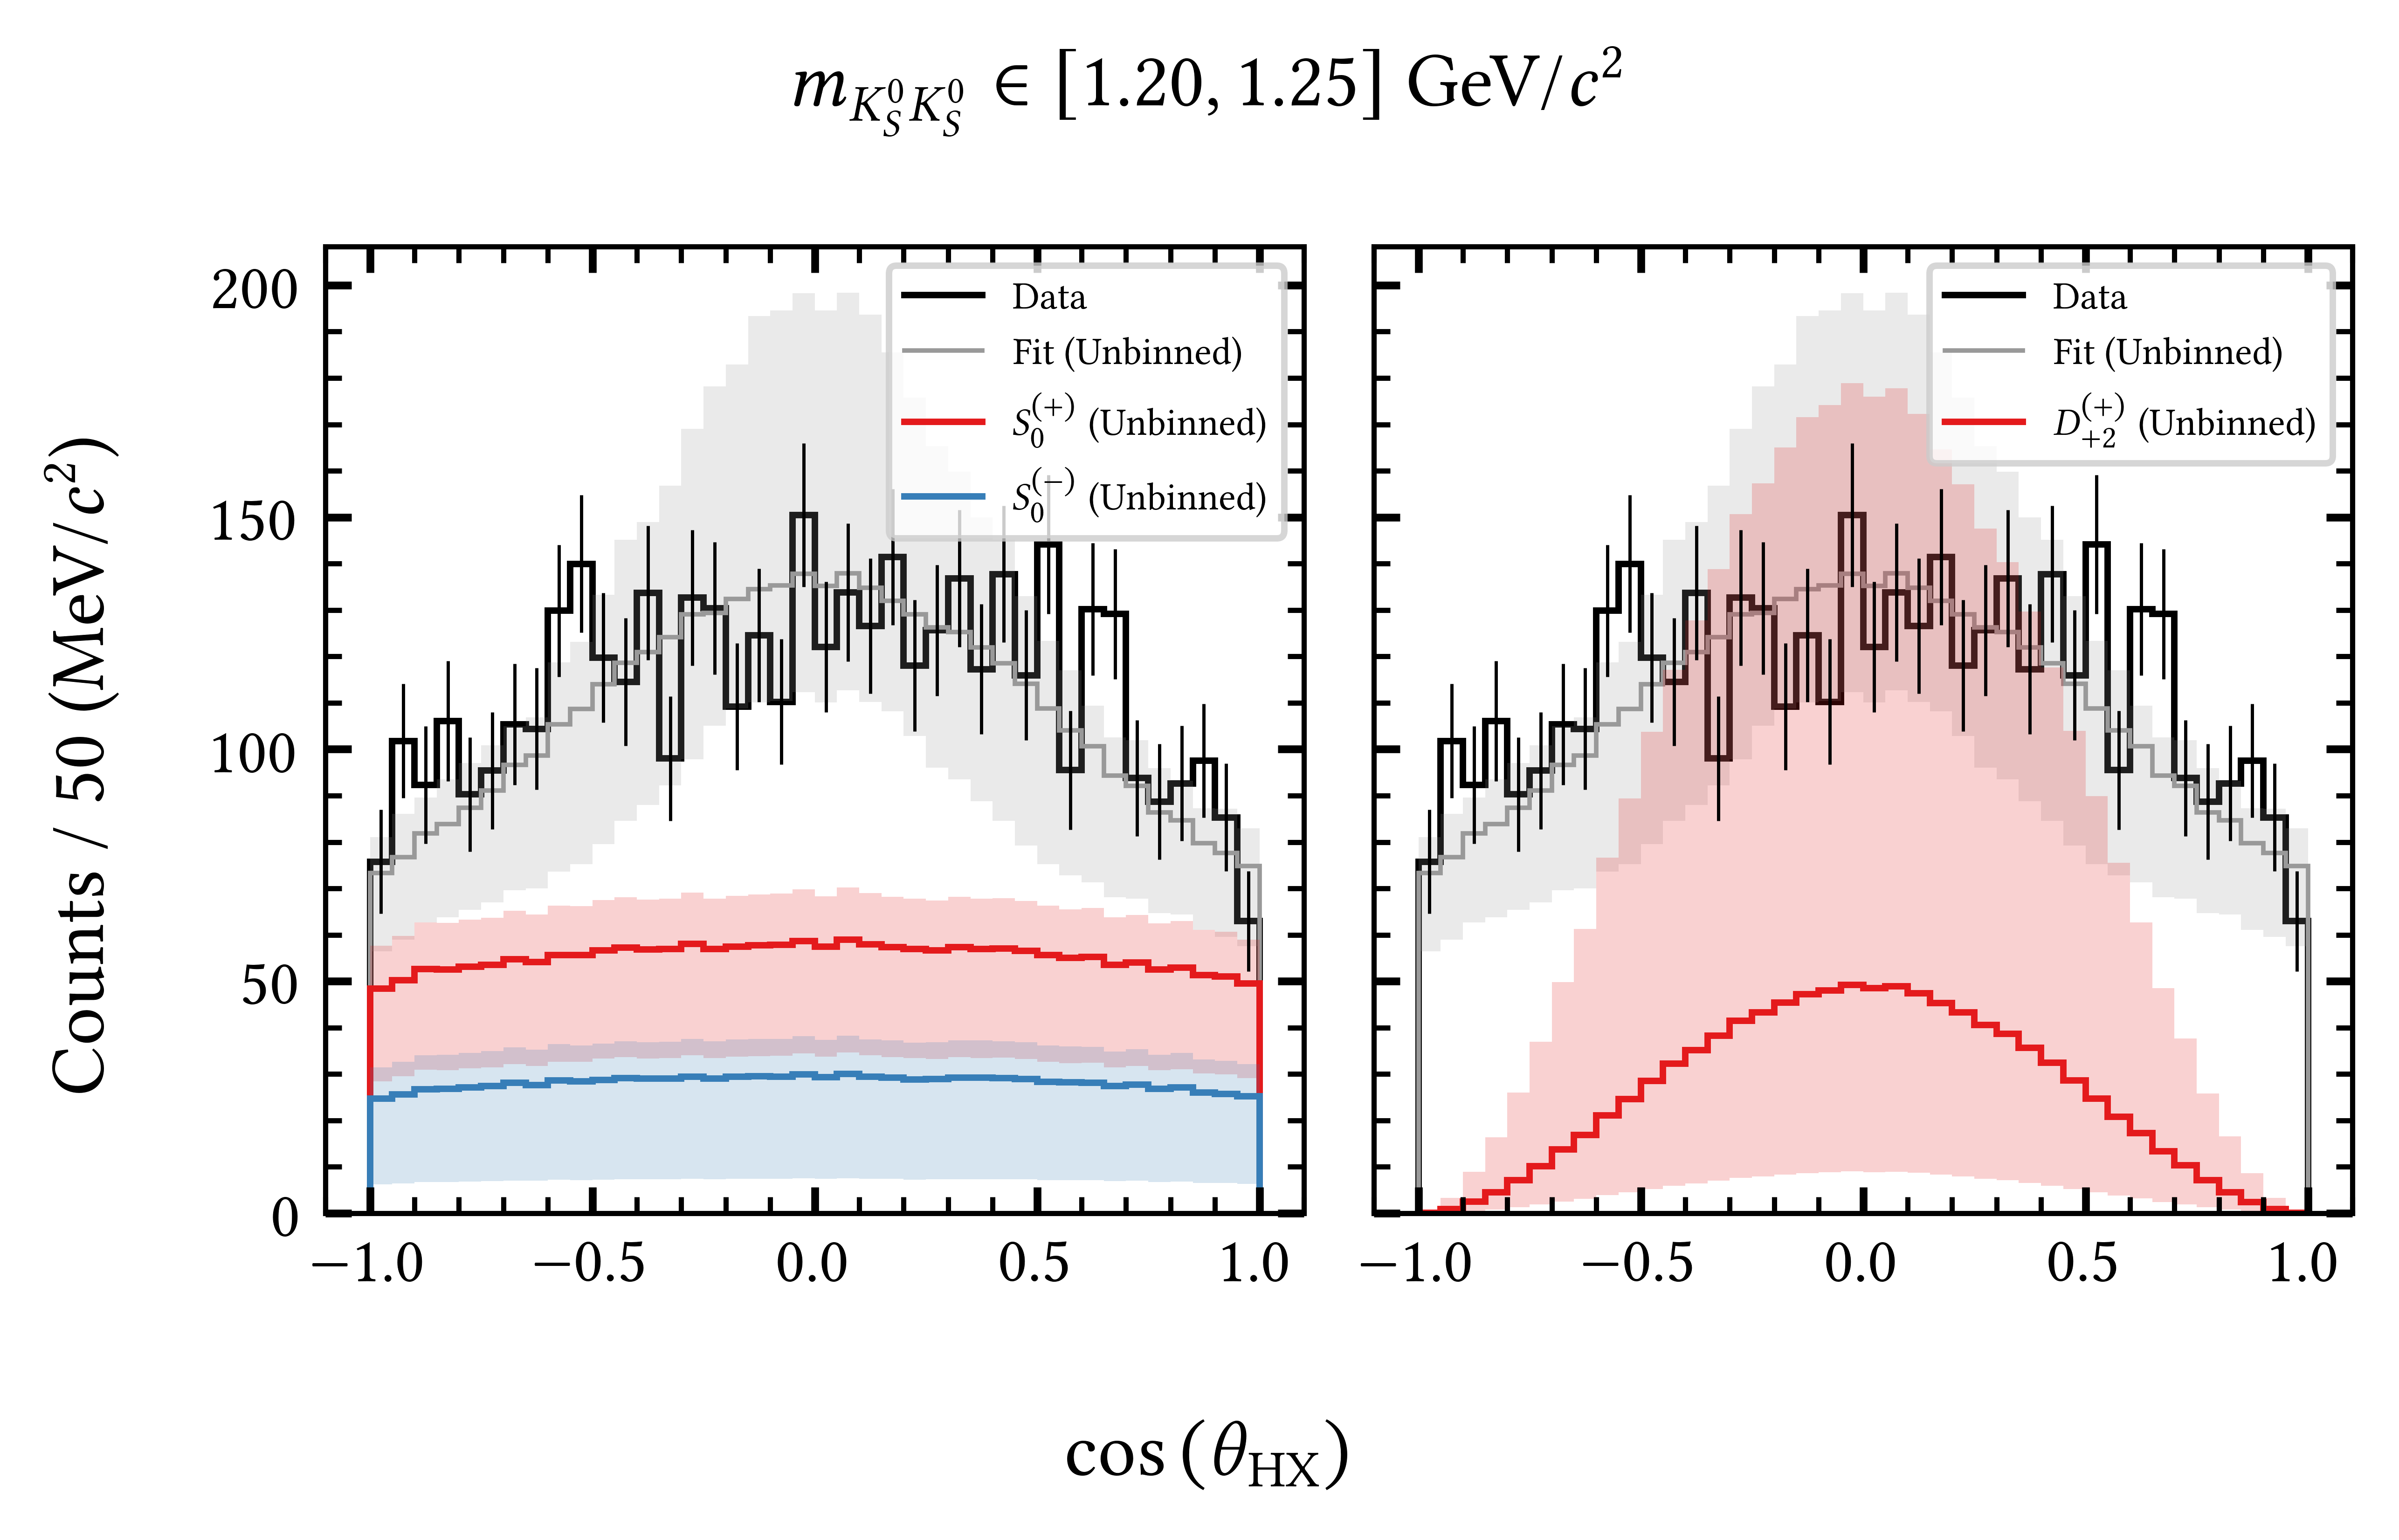 m_{K_S^0 K_S^0} ∈ [1.20, 1.25] GeV/c²
Counts / 50 (MeV/c²)
200
150
100
50
0
Data
Fit (Unbinned)
S_0^{(+)} (Unbinned)
S_0^{(−)} (Unbinned)
−1.0 −0.5 0.0 0.5 1.0
Data
Fit (Unbinned)
D_{+2}^{(+)} (Unbinned)
−1.0 −0.5 0.0 0.5 1.0
cos (θ_{HX})